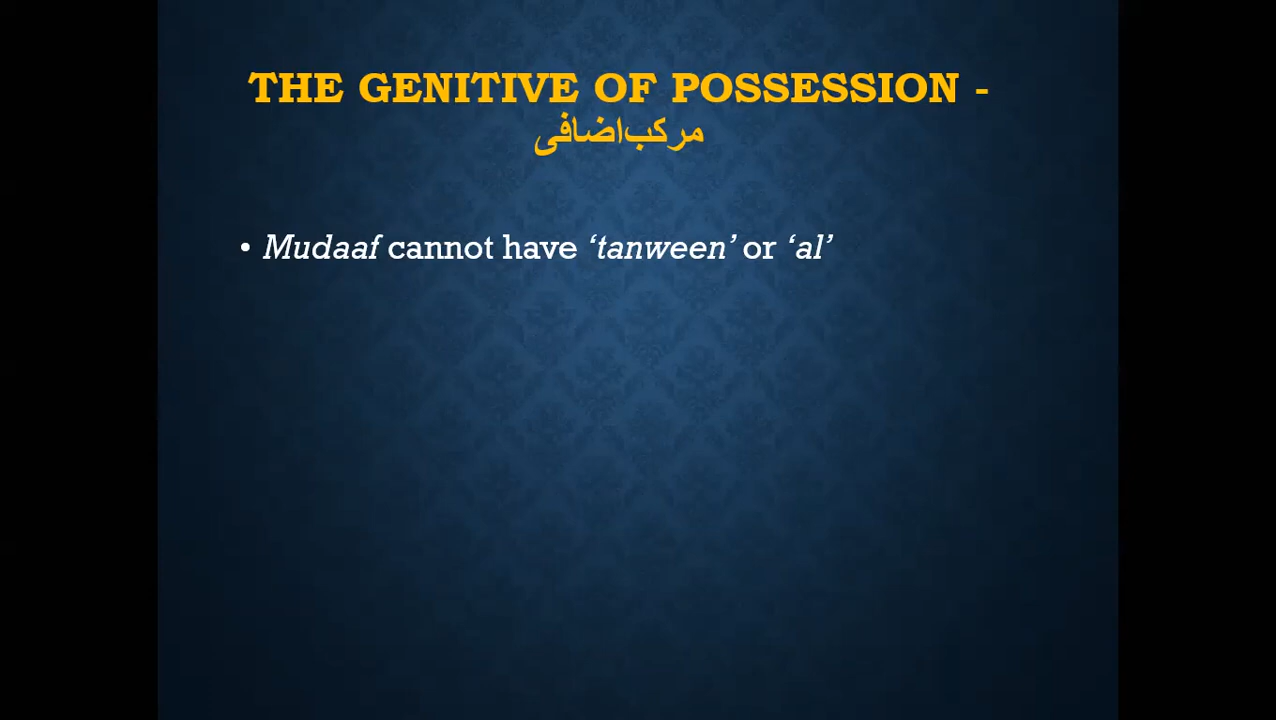 THE GENITIVE OF POSSESSION -
مرکب اضافی
• Mudaaf cannot have ‘tanween’ or ‘al’